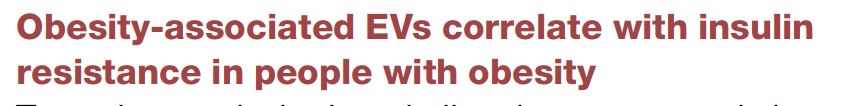 Obesity-associated EVs correlate with insulin
resistance in people with obesity